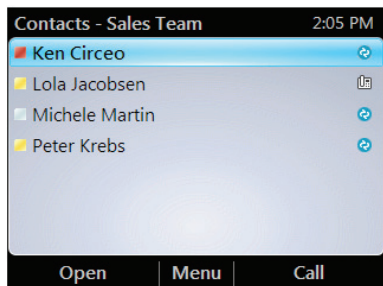 Contacts - Sales Team 2:05 PM
Ken Circeo
Lola Jacobsen
Michele Martin
Peter Krebs
Open Menu Call